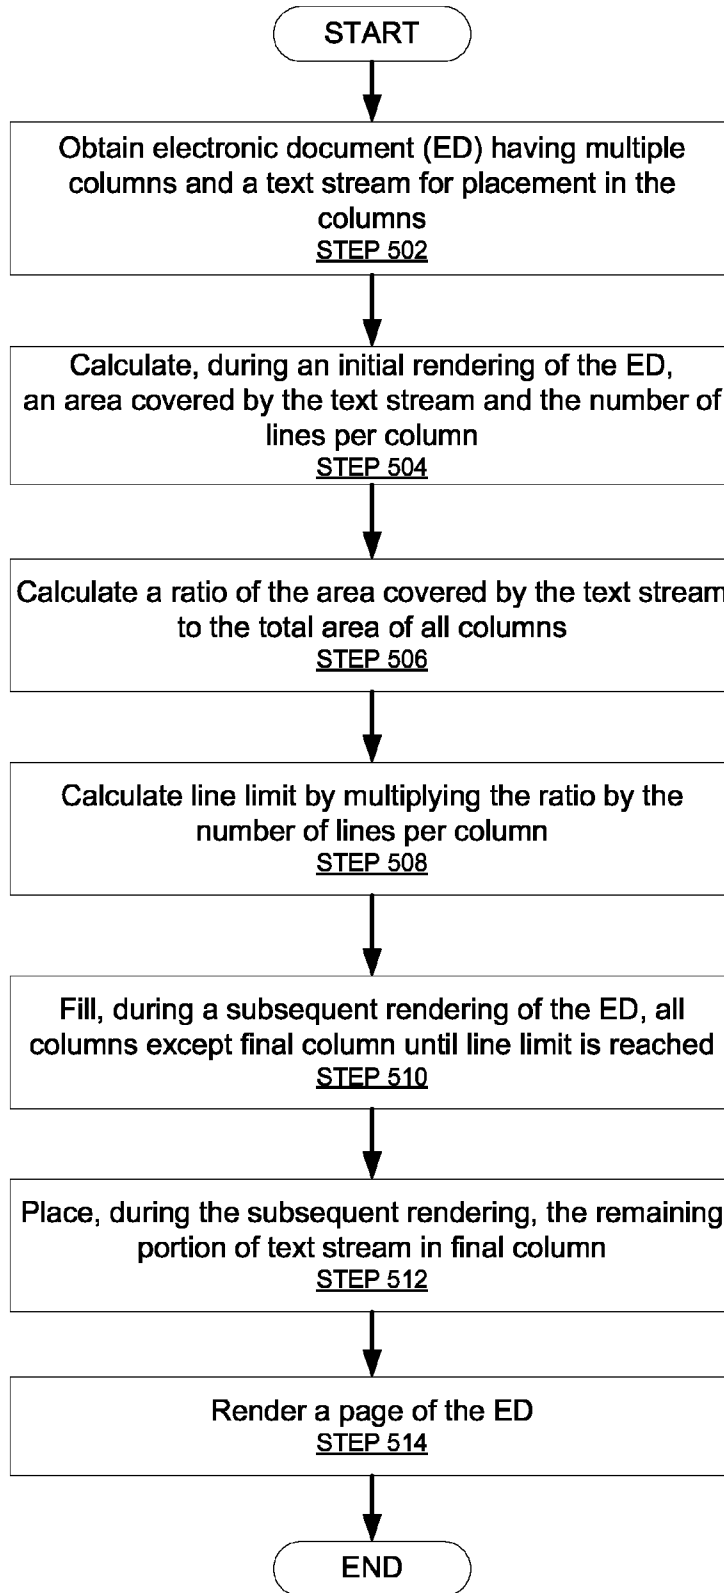 START
Obtain electronic document (ED) having multiple
columns and a text stream for placement in the
columns
STEP 502
Calculate, during an initial rendering of the ED,
an area covered by the text stream and the number of
lines per column
STEP 504
Calculate a ratio of the area covered by the text stream
to the total area of all columns
STEP 506
Calculate line limit by multiplying the ratio by the
number of lines per column
STEP 508
Fill, during a subsequent rendering of the ED, all
columns except final column until line limit is reached
STEP 510
Place, during the subsequent rendering, the remaining
portion of text stream in final column
STEP 512
Render a page of the ED
STEP 514
END